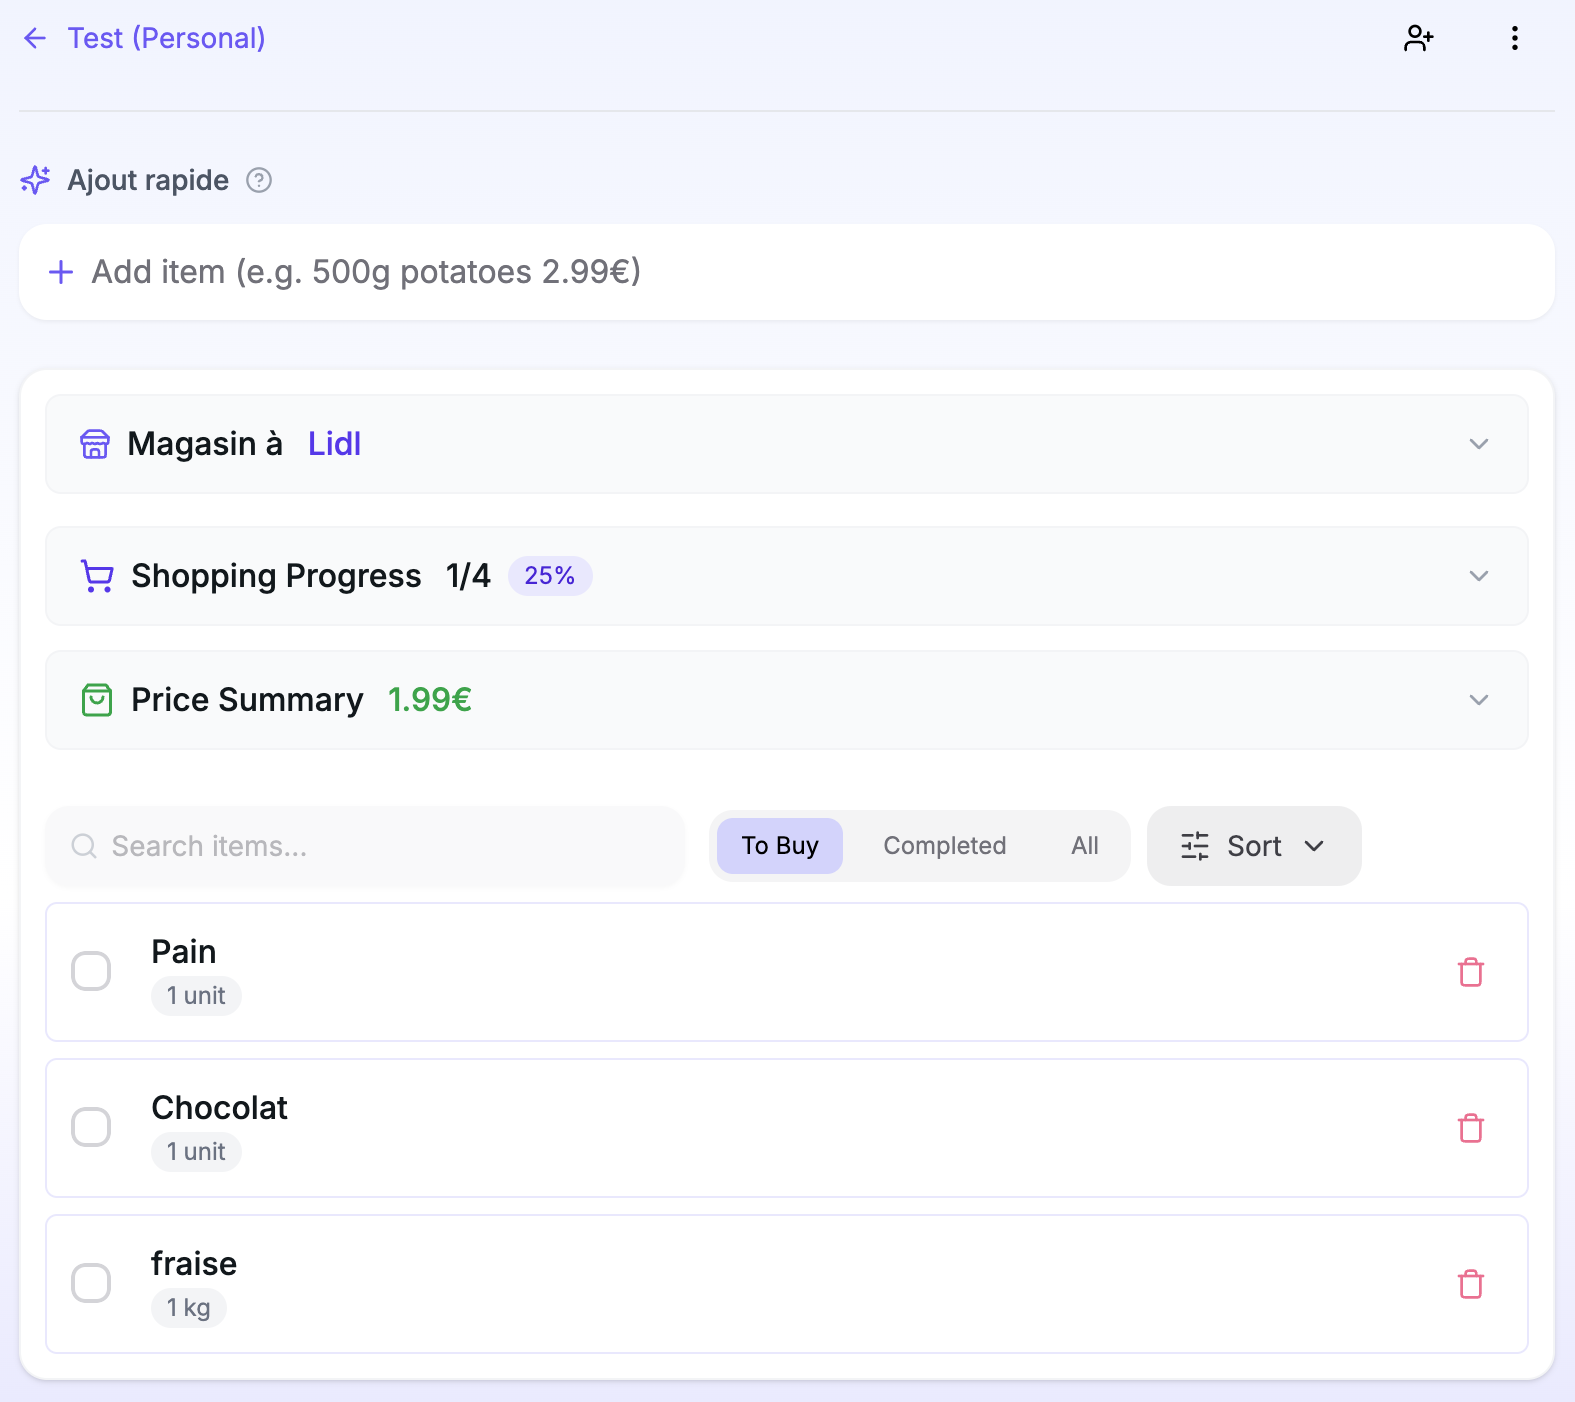 Test (Personal)
Ajout rapide
Add item (e.g. 500g potatoes 2.99€)
Magasin à Lidl
Shopping Progress 1/4 25%
Price Summary 1.99€
Search items... To Buy Completed All Sort
Pain
1 unit
Chocolat
1 unit
fraise
1 kg